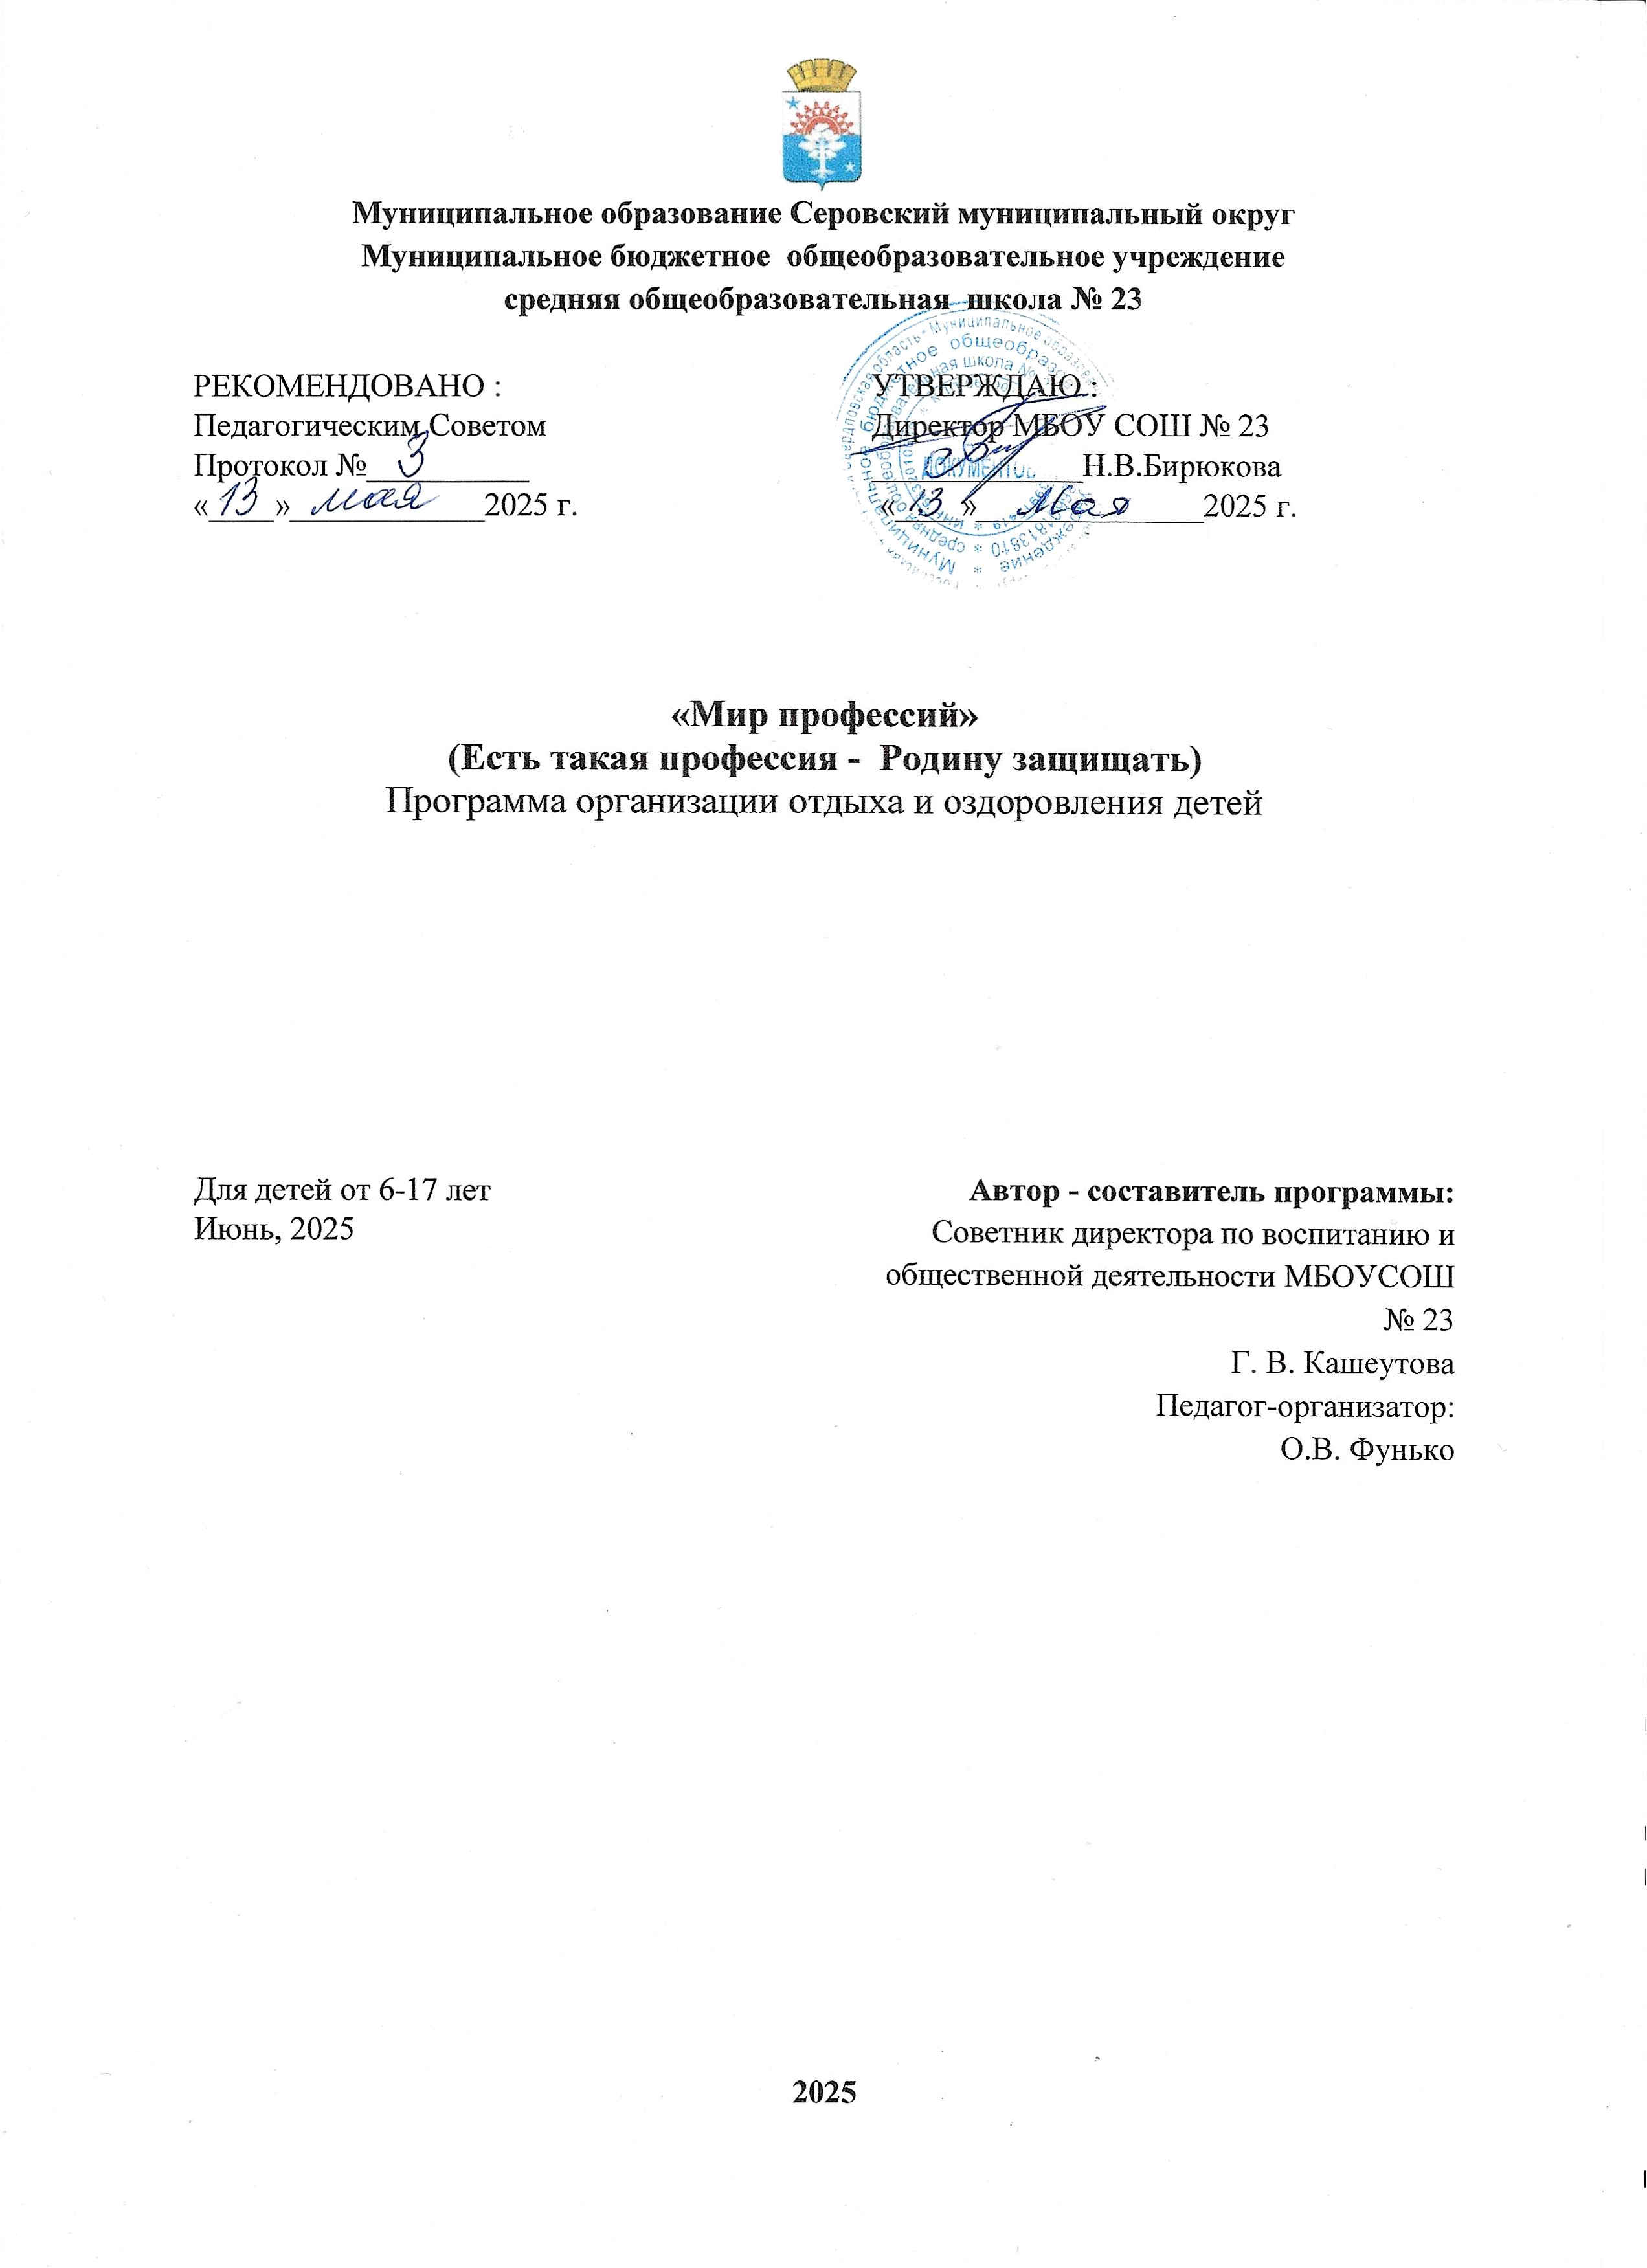 Муниципальное образование Серовский муниципальный округ
Муниципальное бюджетное общеобразовательное учреждение
средняя общеобразовательная школа № 23
РЕКОМЕНДОВАНО :
Педагогическим Советом
Протокол № 3
«13» мая 2025 г.
УТВЕРЖДАЮ :
Директор МБОУ СОШ № 23
Н.В.Бирюкова
«13» Мая 2025 г.
«Мир профессий»
(Есть такая профессия - Родину защищать)
Программа организации отдыха и оздоровления детей
Для детей от 6-17 лет
Июнь, 2025
Автор - составитель программы:
Советник директора по воспитанию и
общественной деятельности МБОУСОШ
№ 23
Г. В. Кашеутова
Педагог-организатор:
О.В. Фунько
2025